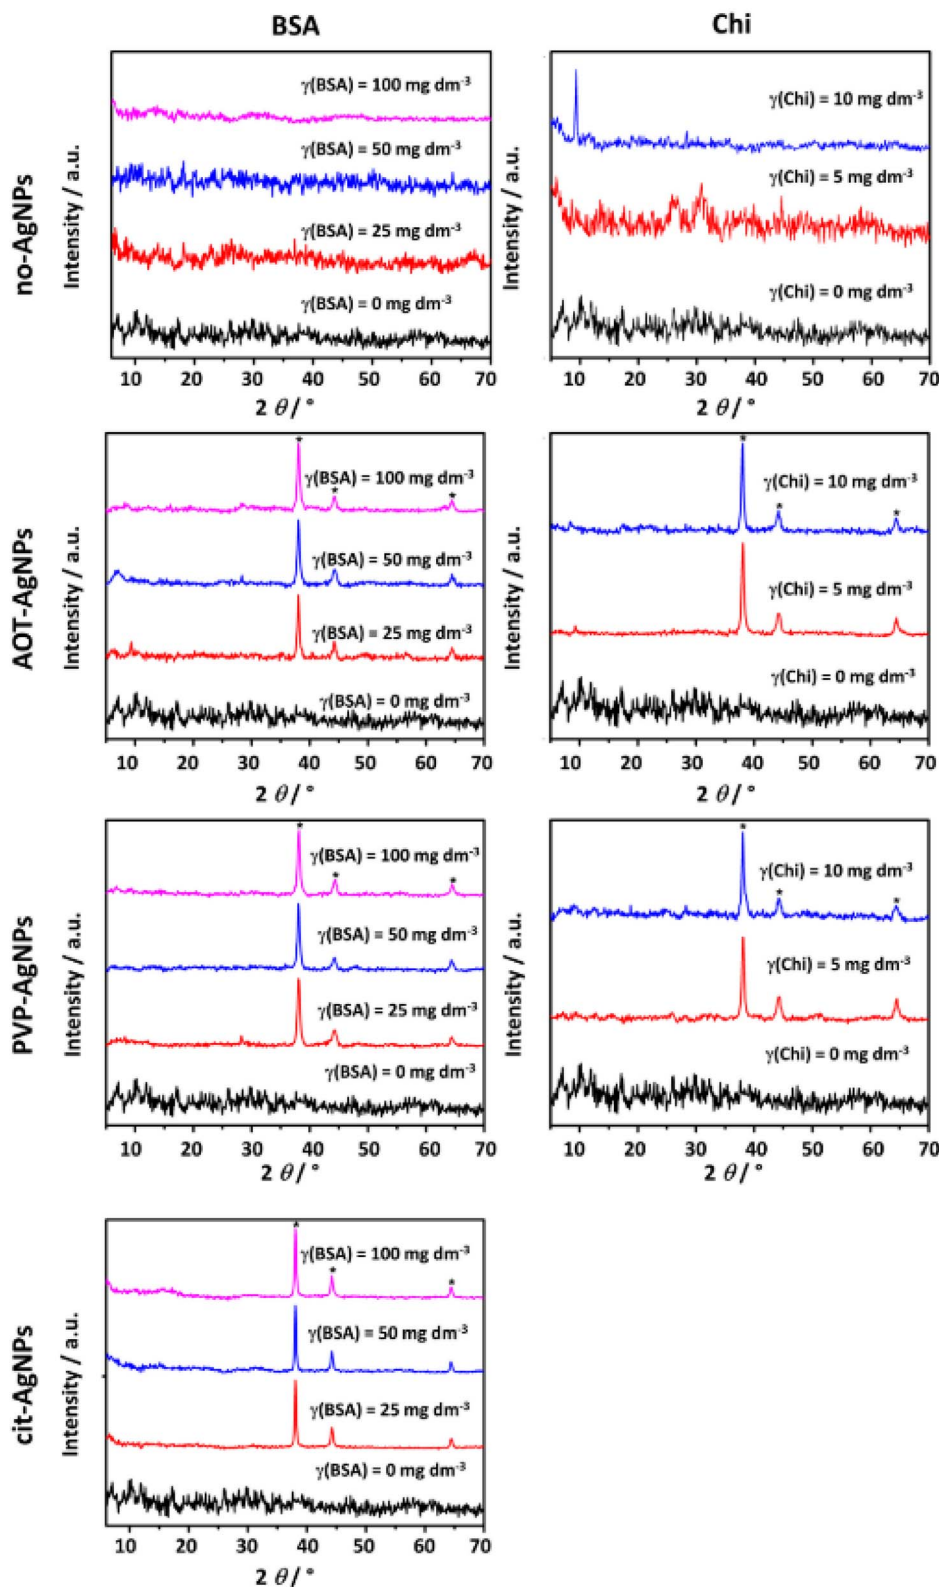 BSA
Chi
no-AgNPs
Intensity / a.u.
γ(BSA) = 100 mg dm-3
γ(BSA) = 50 mg dm-3
γ(BSA) = 25 mg dm-3
γ(BSA) = 0 mg dm-3
10 20 30 40 50 60 70
2 θ / °
Intensity / a.u.
γ(Chi) = 10 mg dm-3
γ(Chi) = 5 mg dm-3
γ(Chi) = 0 mg dm-3
10 20 30 40 50 60 70
2 θ / °
AOT-AgNPs
Intensity / a.u.
* * *
γ(BSA) = 100 mg dm-3
γ(BSA) = 50 mg dm-3
γ(BSA) = 25 mg dm-3
γ(BSA) = 0 mg dm-3
10 20 30 40 50 60 70
2 θ / °
Intensity / a.u.
* * *
γ(Chi) = 10 mg dm-3
γ(Chi) = 5 mg dm-3
γ(Chi) = 0 mg dm-3
10 20 30 40 50 60 70
2 θ / °
PVP-AgNPs
Intensity / a.u.
* * *
γ(BSA) = 100 mg dm-3
γ(BSA) = 50 mg dm-3
γ(BSA) = 25 mg dm-3
γ(BSA) = 0 mg dm-3
10 20 30 40 50 60 70
2 θ / °
Intensity / a.u.
* * *
γ(Chi) = 10 mg dm-3
γ(Chi) = 5 mg dm-3
γ(Chi) = 0 mg dm-3
10 20 30 40 50 60 70
2 θ / °
cit-AgNPs
Intensity / a.u.
* * *
γ(BSA) = 100 mg dm-3
γ(BSA) = 50 mg dm-3
γ(BSA) = 25 mg dm-3
γ(BSA) = 0 mg dm-3
10 20 30 40 50 60 70
2 θ / °